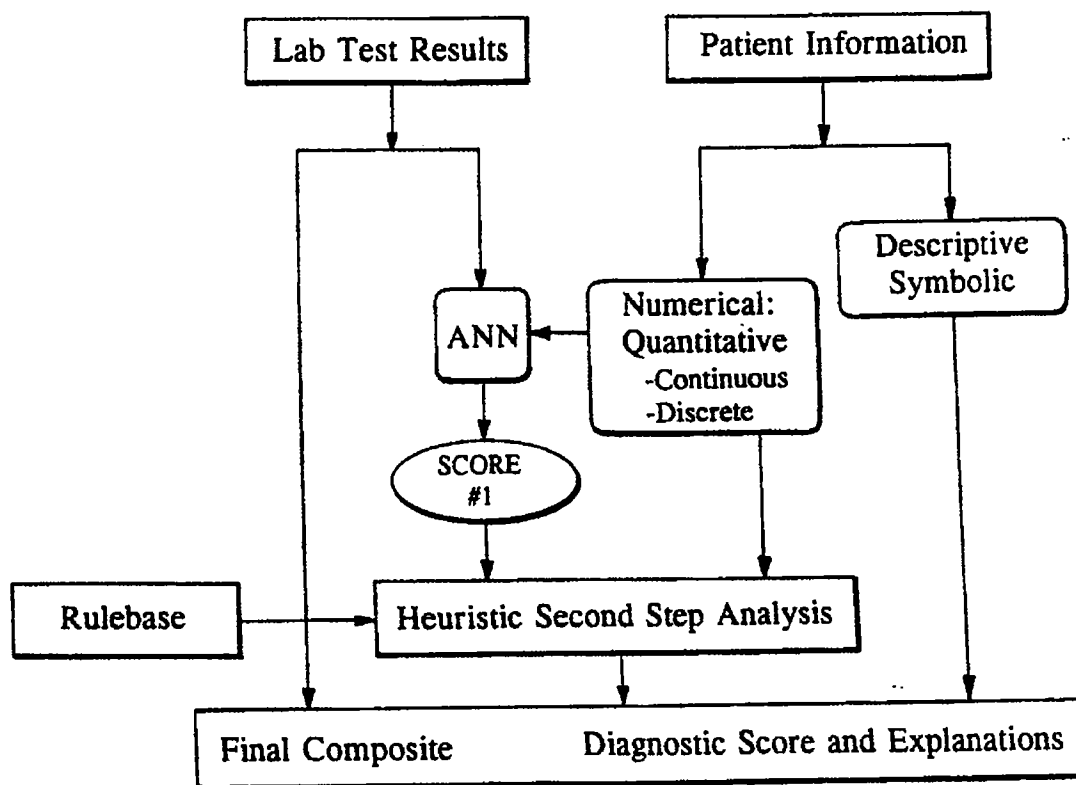 Lab Test Results
Patient Information
Descriptive
Symbolic
Numerical:
Quantitative
-Continuous
-Discrete
ANN
SCORE
#1
Rulebase
Heuristic Second Step Analysis
Final Composite Diagnostic Score and Explanations